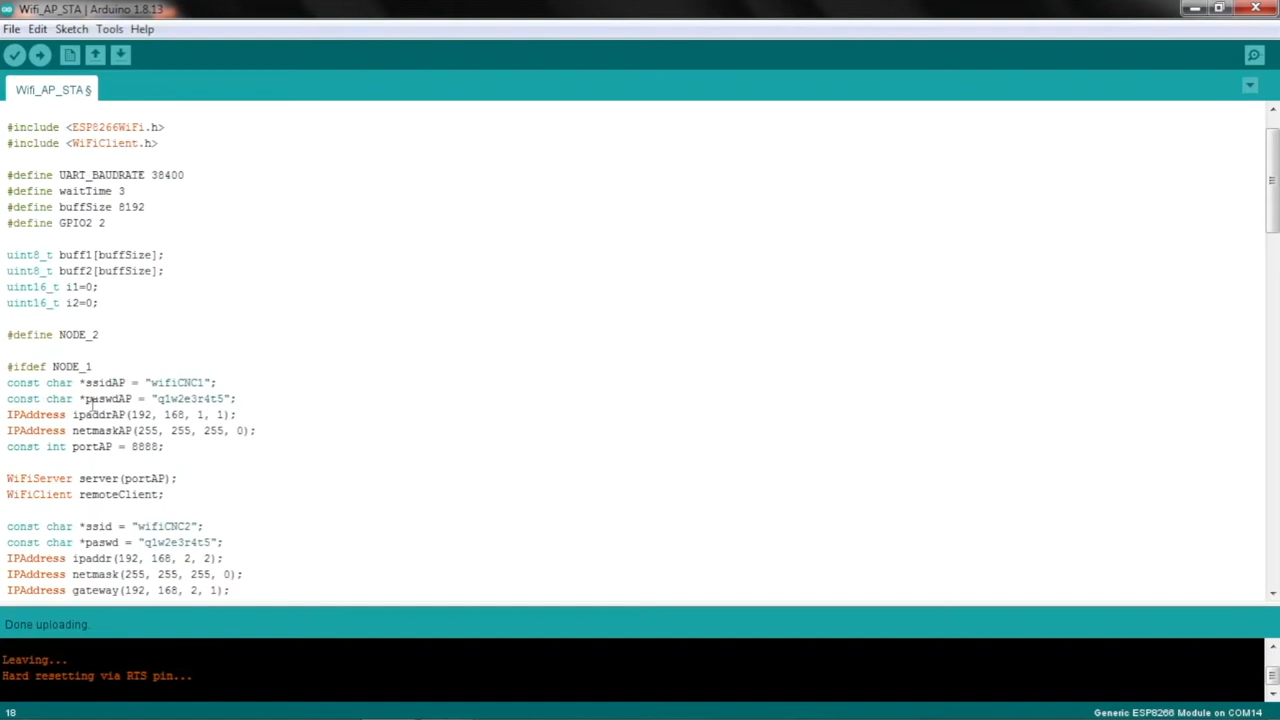 Wifi_AP_STA | Arduino 1.8.13
File Edit Sketch Tools Help
Wifi_AP_STA §
#include <ESP8266WiFi.h>
#include <WiFiClient.h>
#define UART_BAUDRATE 38400
#define waitTime 3
#define buffSize 8192
#define GPIO2 2
uint8_t buff1[buffSize];
uint8_t buff2[buffSize];
uint16_t i1=0;
uint16_t i2=0;
#define NODE_2
#ifdef NODE_1
const char *ssidAP = "wifiCNC1";
const char *paswdAP = "q1w2e3r4t5";
IPAddress ipaddrAP(192, 168, 1, 1);
IPAddress netmaskAP(255, 255, 255, 0);
const int portAP = 8888;
WiFiServer server(portAP);
WiFiClient remoteClient;
const char *ssid = "wifiCNC2";
const char *paswd = "q1w2e3r4t5";
IPAddress ipaddr(192, 168, 2, 2);
IPAddress netmask(255, 255, 255, 0);
IPAddress gateway(192, 168, 2, 1);
Done uploading.
Leaving...
Hard resetting via RTS pin...
18 Generic ESP8266 Module on COM14